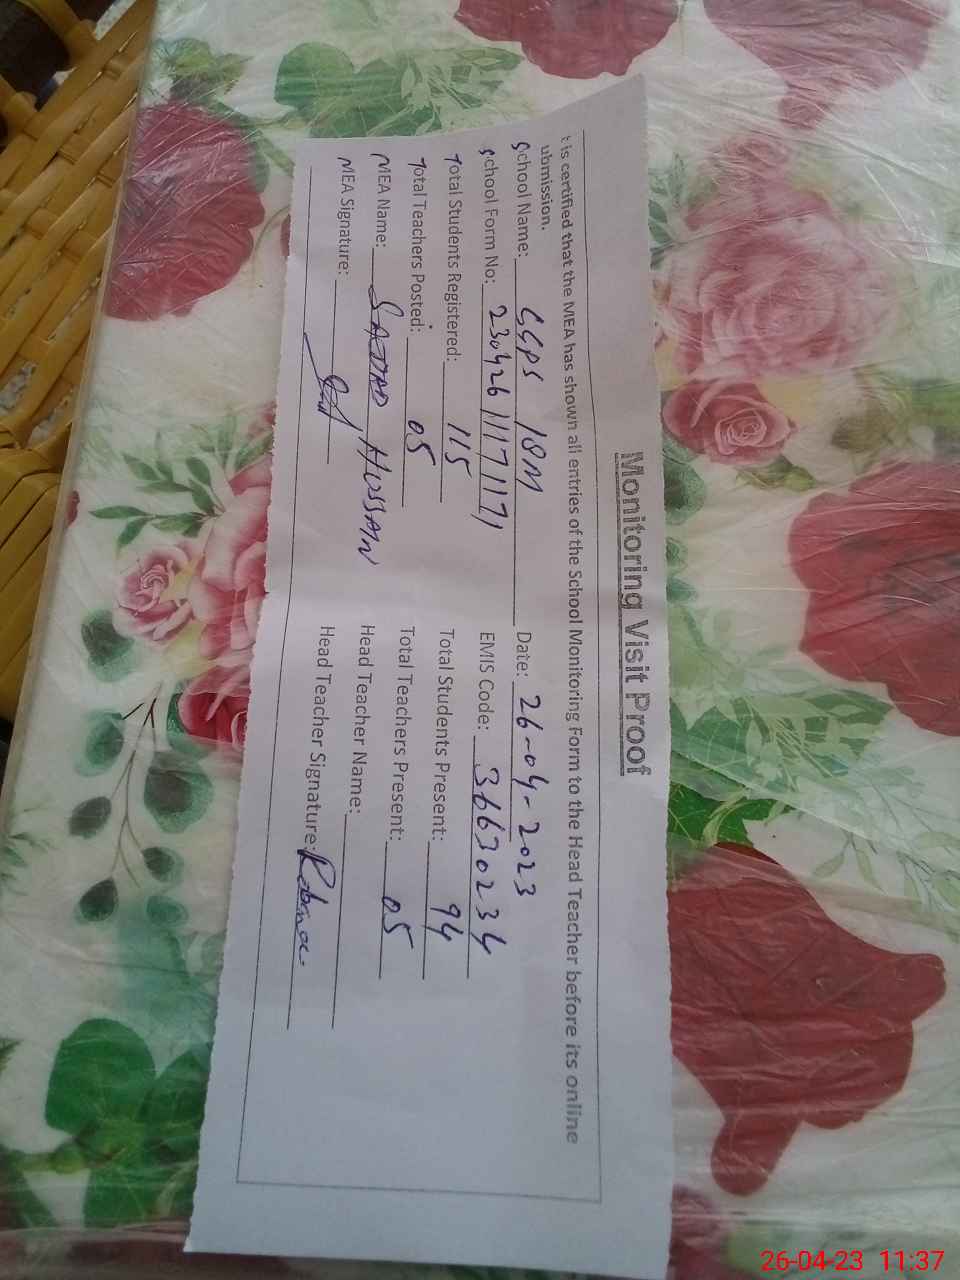 Monitoring Visit Proof
t is certified that the MEA has shown all entries of the School Monitoring Form to the Head Teacher before its online
ubmission.
School Name: GGPS 18M Date: 26-04-2023
School Form No: EMIS Code: 36630234
Total Students Registered: 115 Total Students Present: 94
Total Teachers Posted: 05 Total Teachers Present: 05
MEA Name: SAJJAD HUSSAIN Head Teacher Name:
MEA Signature: Head Teacher Signature:
26-04-23 11:37